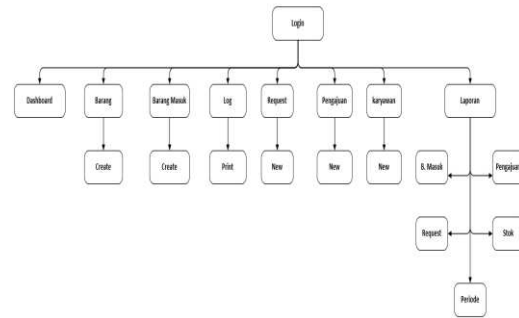 Login
Dashboard
Barang
Barang Masuk
Log
Request
Pengajuan
karyawan
Laporan
Create
Create
Print
New
New
New
B. Masuk
Pengajuan
Request
Stok
Periode